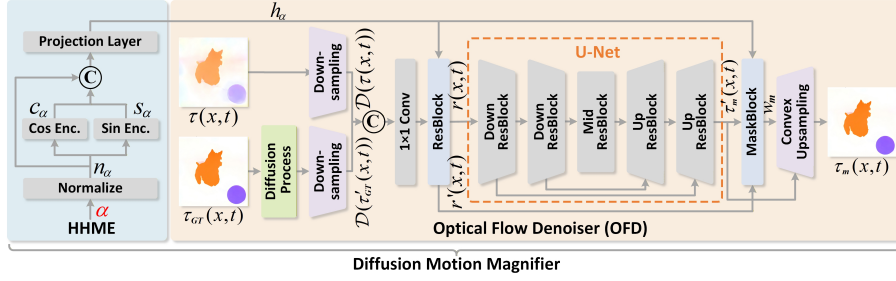 h_α
Projection Layer
C
c_α
s_α
Cos Enc.
Sin Enc.
n_α
Normalize
α
HHME
τ(x,t)
τ_GT(x,t)
Diffusion
Process
Down-
sampling
Down-
sampling
𝒟(τ(x,t))
𝒟(τ'_GT(x,t))
C
1×1 Conv
ResBlock
r(x,t)
r'(x,t)
U-Net
Down
ResBlock
Down
ResBlock
Mid
ResBlock
Up
ResBlock
Up
ResBlock
τ'_m(x,t)
MaskBlock
w_m
Convex
Upsampling
τ_m(x,t)
Optical Flow Denoiser (OFD)
Diffusion Motion Magnifier